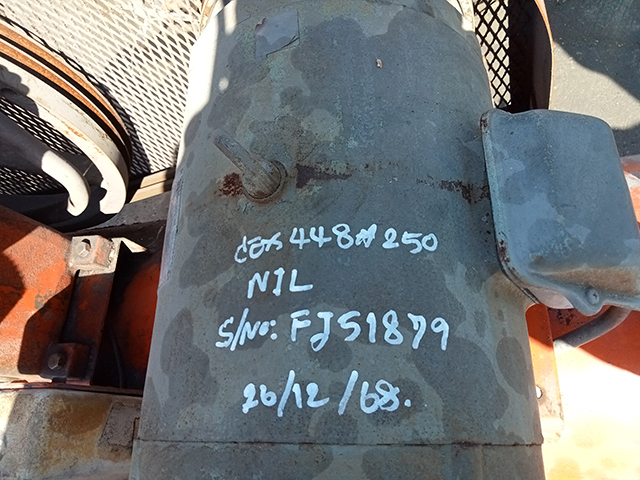 CEX 448# 250
NIL
S/No: FJ51879
26/12/68.